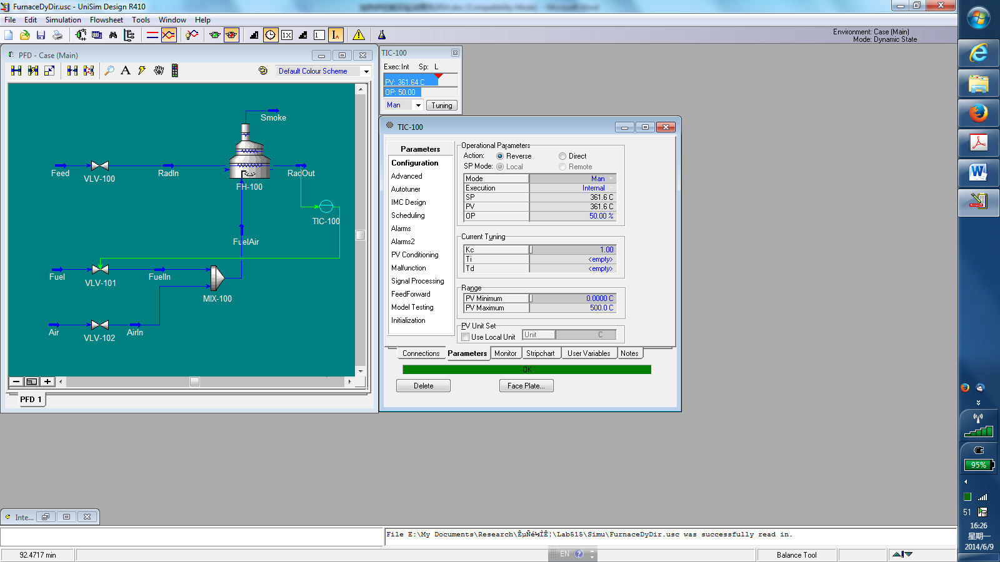 FurnaceDyDir.usc - UniSim Design R410
File Edit Simulation Flowsheet Tools Window Help
1X
1
A
Environment: Case (Main)
Mode: Dynamic State
PFD - Case (Main)
A
Default Colour Scheme
Smoke
Feed
VLV-100
RadIn
FH-100
RadOut
TIC-100
FuelAir
Fuel
VLV-101
FuelIn
MIX-100
Air
VLV-102
AirIn
PFD 1
TIC-100
Exec:Int Sp: L
PV: 361.64 C
OP: 50.00
Man Tuning
TIC-100
Parameters
Configuration
Advanced
Autotuner
IMC Design
Scheduling
Alarms
Alarms2
PV Conditioning
Malfunction
Signal Processing
FeedForward
Model Testing
Initialization
Operational Parameters
Action: Reverse Direct
SP Mode: Local Remote
Mode Man
Execution Internal
SP 361.6 C
PV 361.6 C
OP 50.00 %
Current Tuning
Kc 1.00
Ti <empty>
Td <empty>
Range
PV Minimum 0.0000 C
PV Maximum 500.0 C
PV Unit Set
Use Local Unit Unit C
Connections Parameters Monitor Stripchart User Variables Notes
OK
Delete Face Plate...
Inte...
File E:\My Documents\Research\ÊµÑé½ÌÊ¦\Lab515\Simu\FurnaceDyDir.usc was successfully read in.
92.4717 min
EN
Balance Tool
95%
51
16:26
星期一
2014/6/9